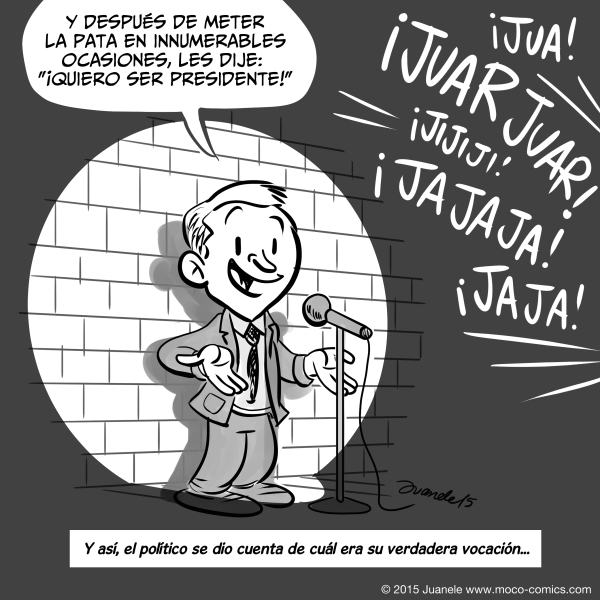 Y DESPUÉS DE METER
LA PATA EN INNUMERABLES
OCASIONES, LES DIJE:
"¡QUIERO SER PRESIDENTE!"
¡JUA!
¡JUAR JUAR!
¡JIJIJI!
¡JAJAJA!
¡JAJA!
Juanele15
Y así, el político se dio cuenta de cuál era su verdadera vocación...
© 2015 Juanele www.moco-comics.com